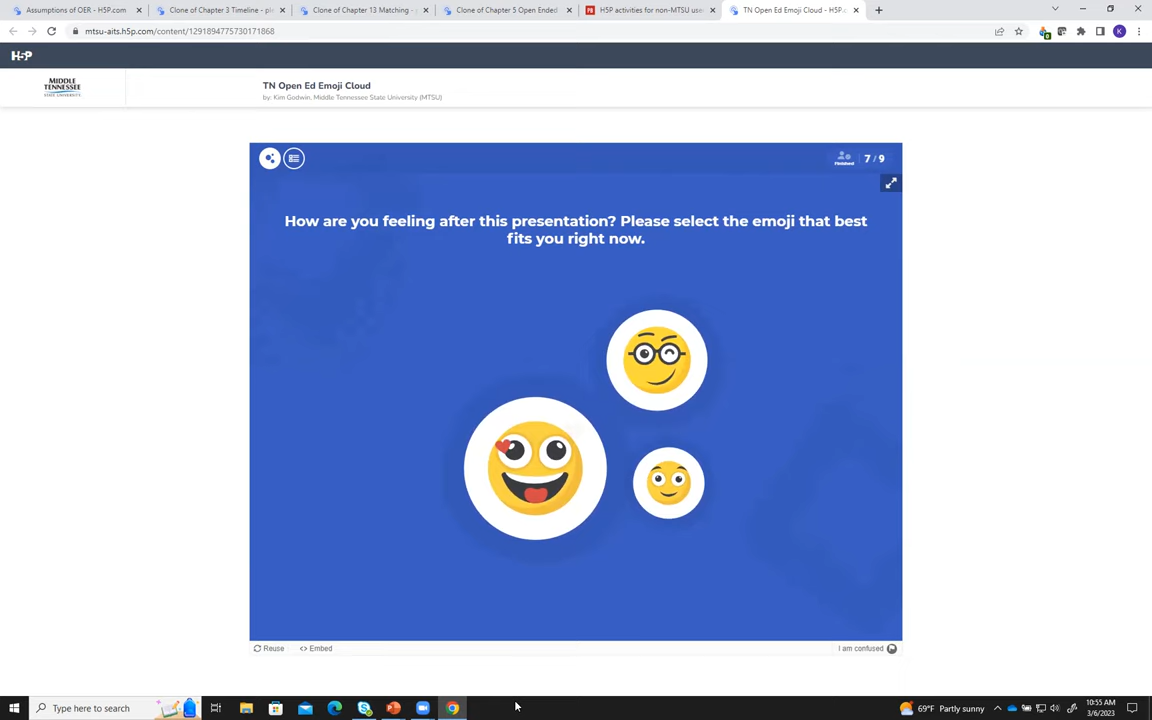 Assumptions of OER - H5P.com
Clone of Chapter 3 Timeline - pl
Clone of Chapter 13 Matching -
Clone of Chapter 5 Open Ended
H5P activities for non-MTSU use
TN Open Ed Emoji Cloud - H5P.c
mtsu-aits.h5p.com/content/1291894775730171868
K
H5P
MIDDLE
TENNESSEE
STATE UNIVERSITY
TN Open Ed Emoji Cloud
by: Kim Godwin, Middle Tennessee State University (MTSU)
Finished
7 / 9
How are you feeling after this presentation? Please select the emoji that best
fits you right now.
Reuse
<> Embed
I am confused
Type here to search
69°F Partly sunny
10:55 AM
3/6/2023